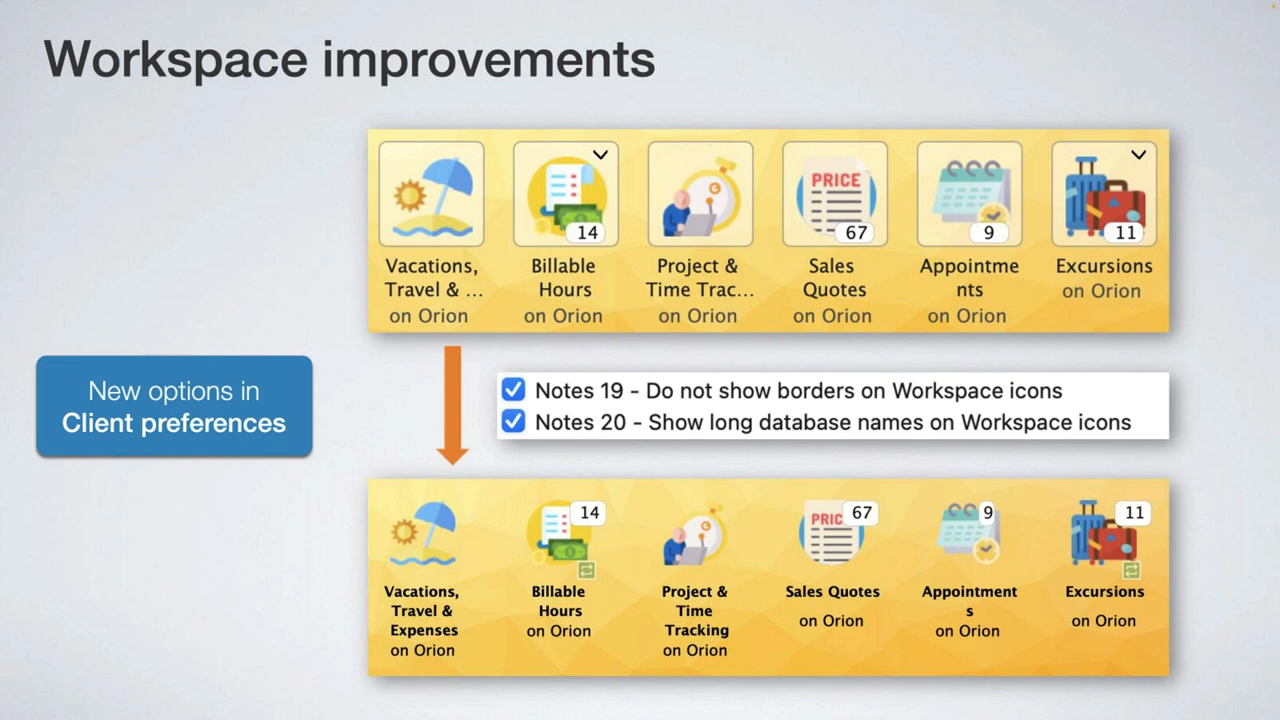 Workspace improvements
PRICE
14
67
9
11
Vacations,
Travel & ...
on Orion
Billable
Hours
on Orion
Project &
Time Trac...
on Orion
Sales
Quotes
on Orion
Appointme
nts
on Orion
Excursions
on Orion
New options in
Client preferences
Notes 19 - Do not show borders on Workspace icons
Notes 20 - Show long database names on Workspace icons
14
PRIC
67
9
11
Vacations,
Travel &
Expenses
on Orion
Billable
Hours
on Orion
Project &
Time
Tracking
on Orion
Sales Quotes
on Orion
Appointment
s
on Orion
Excursions
on Orion